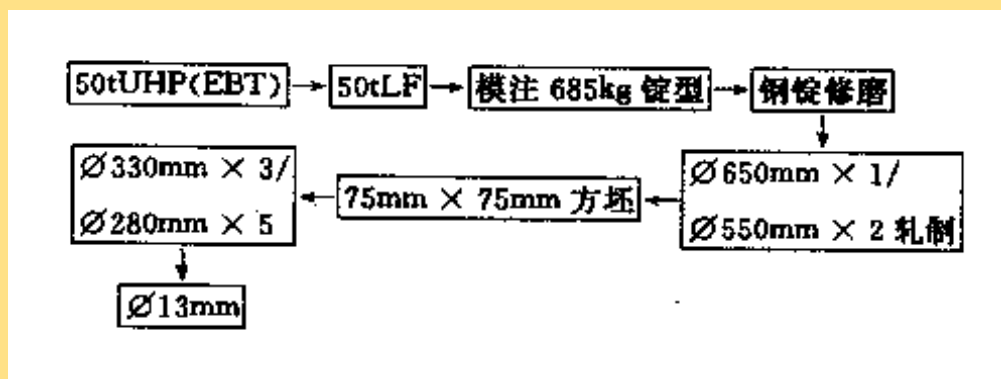 50tUHP(EBT)
50tLF
模注 685kg 锭型
钢锭修磨
Ø650mm × 1/
Ø550mm × 2 轧制
75mm × 75mm 方坯
Ø330mm × 3/
Ø280mm × 5
Ø13mm